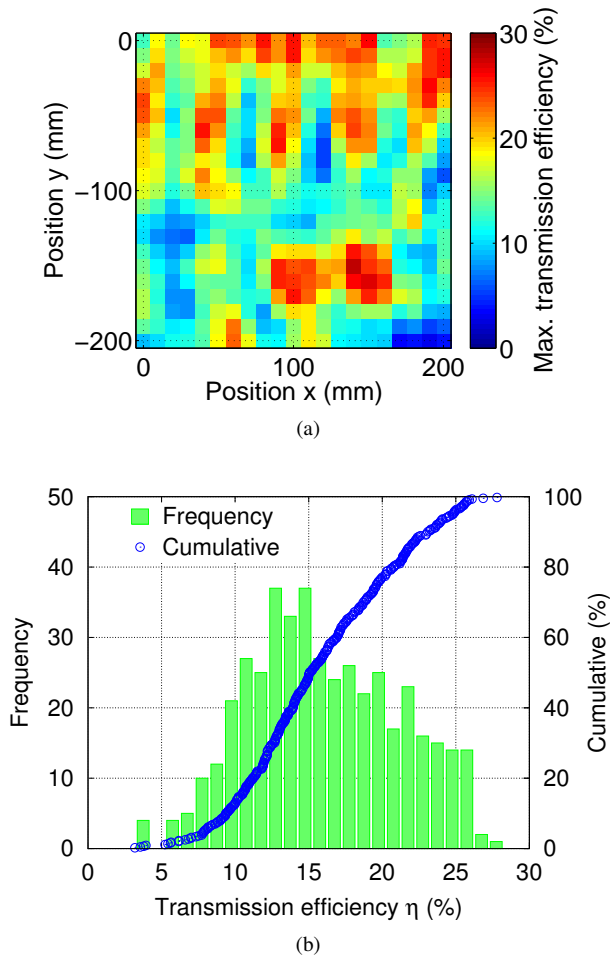 0
−100
−200
Position y (mm)
0
100
200
Position x (mm)
30
20
10
0
Max. transmission efficiency (%)
(a)
50
40
30
20
10
0
Frequency
Frequency
Cumulative
100
80
60
40
20
0
Cumulative (%)
0
5
10
15
20
25
30
Transmission efficiency η (%)
(b)